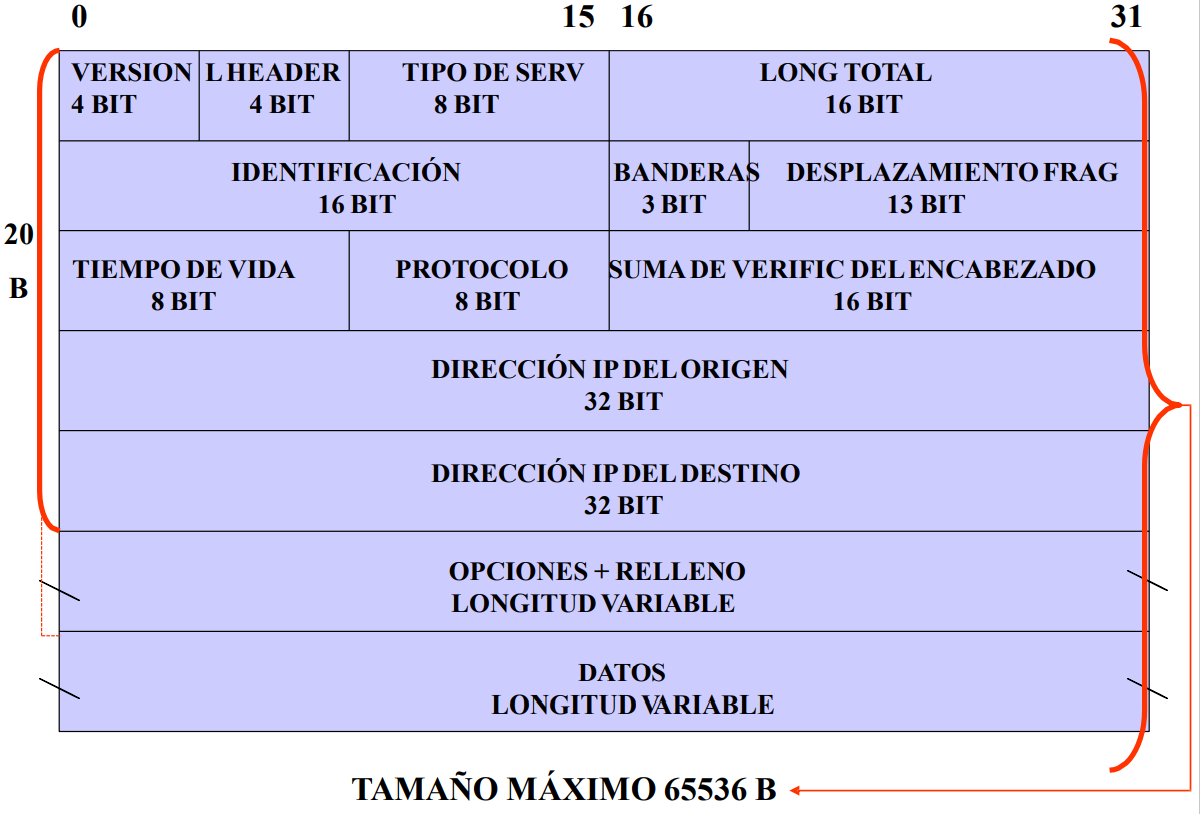 0 15 16 31
VERSION L HEADER TIPO DE SERV LONG TOTAL
4 BIT 4 BIT 8 BIT 16 BIT
IDENTIFICACIÓN BANDERAS DESPLAZAMIENTO FRAG
16 BIT 3 BIT 13 BIT
20
B
TIEMPO DE VIDA PROTOCOLO SUMA DE VERIFIC DEL ENCABEZADO
8 BIT 8 BIT 16 BIT
DIRECCIÓN IP DEL ORIGEN
32 BIT
DIRECCIÓN IP DEL DESTINO
32 BIT
OPCIONES + RELLENO
LONGITUD VARIABLE
DATOS
LONGITUD VARIABLE
TAMAÑO MÁXIMO 65536 B